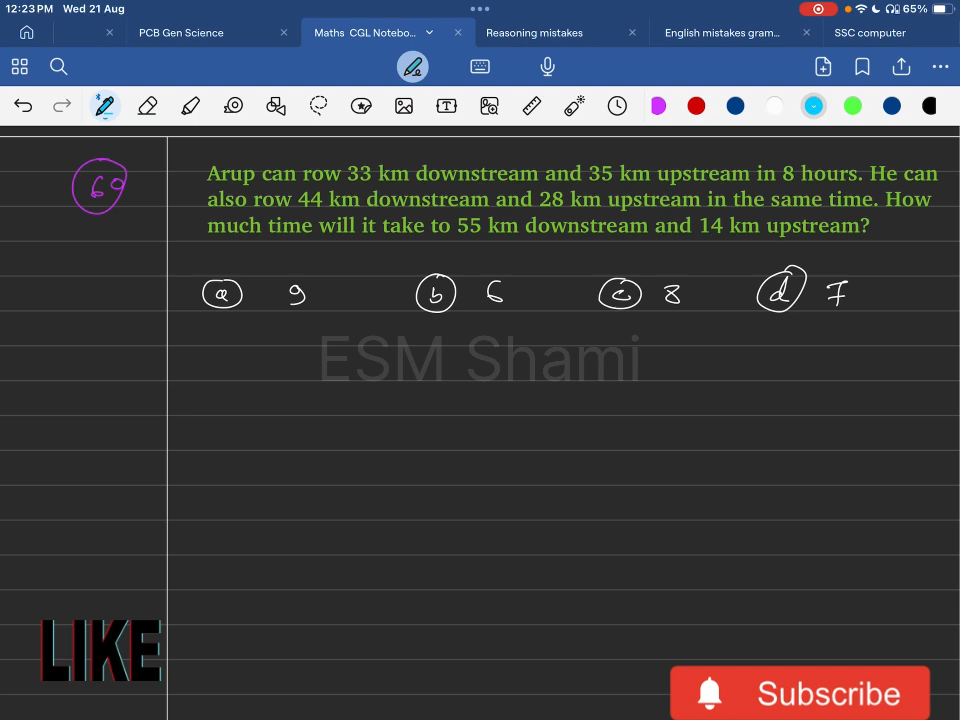 12:23 PM Wed 21 Aug
65%
PCB Gen Science
Maths CGL Notebo...
Reasoning mistakes
English mistakes gram...
SSC computer
60
Arup can row 33 km downstream and 35 km upstream in 8 hours. He can
also row 44 km downstream and 28 km upstream in the same time. How
much time will it take to 55 km downstream and 14 km upstream?
a 9 b 6 c 8 d 7
ESM Shami
LIKE
Subscribe